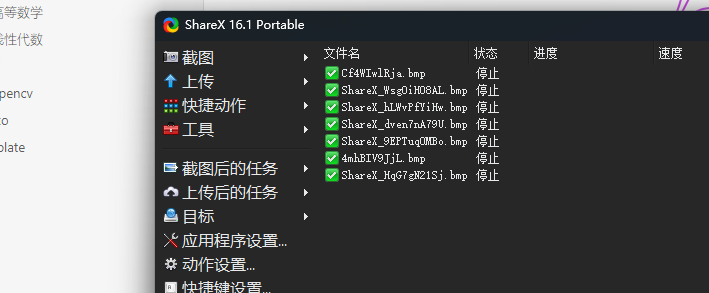 高等数学
线性代数
pencv
to
plate
ShareX 16.1 Portable
截图
上传
快捷动作
工具
截图后的任务
上传后的任务
目标
应用程序设置...
动作设置...
快捷键设置...
文件名 状态 进度 速度
Cf4WIwlRja.bmp 停止
ShareX_WsgOiHO8AL.bmp 停止
ShareX_hLWvPfYiHw.bmp 停止
ShareX_dven7nA79U.bmp 停止
ShareX_9EPTuqOMBo.bmp 停止
4mhBIV9JjL.bmp 停止
ShareX_HqG7gN21Sj.bmp 停止